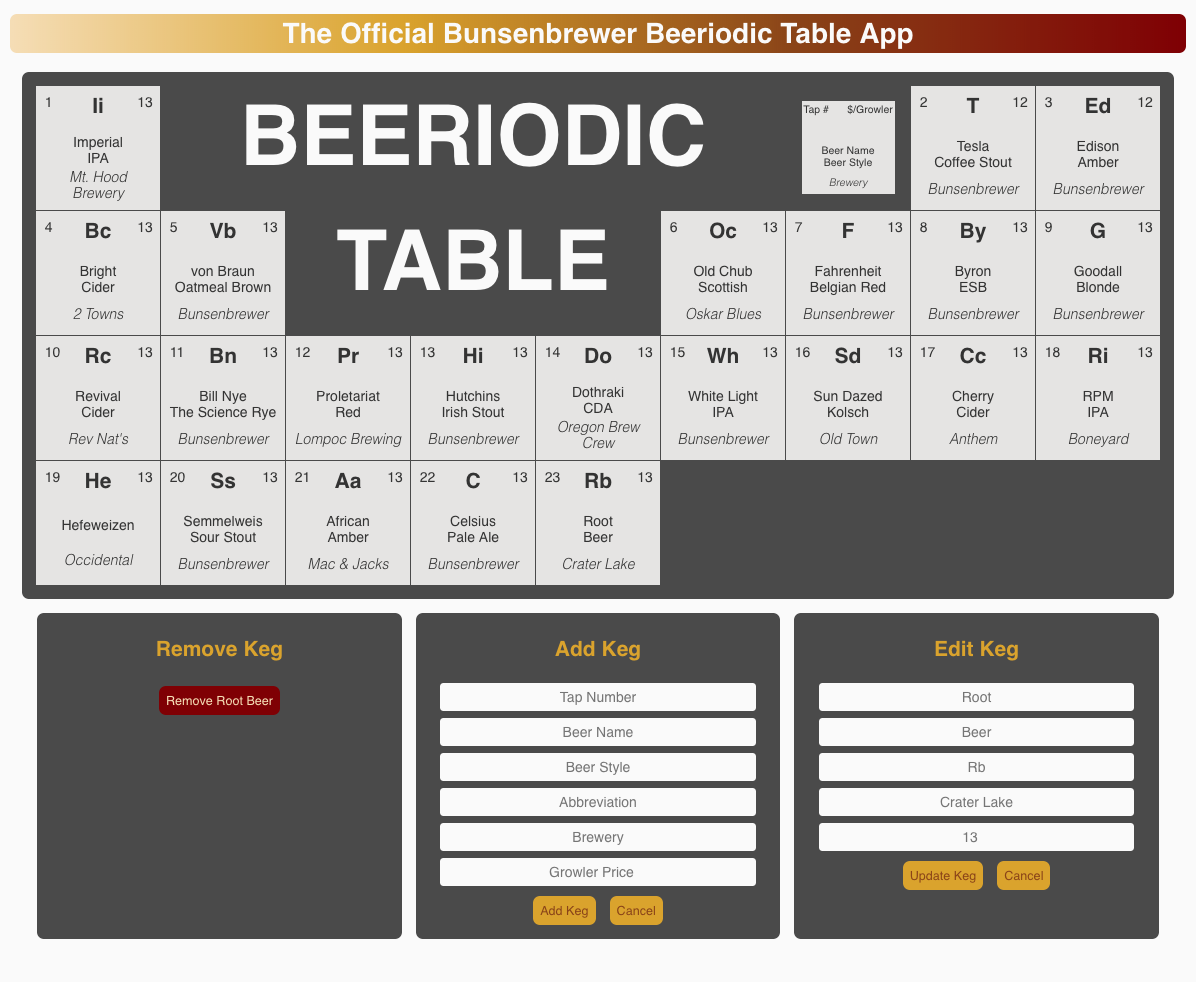 The Official Bunsenbrewer Beeriodic Table App
1 Ii 13
Imperial
IPA
Mt. Hood
Brewery
BEERIODIC
Tap # $/Growler
Beer Name
Beer Style
Brewery
2 T 12
Tesla
Coffee Stout
Bunsenbrewer
3 Ed 12
Edison
Amber
Bunsenbrewer
4 Bc 13
Bright
Cider
2 Towns
5 Vb 13
von Braun
Oatmeal Brown
Bunsenbrewer
TABLE
6 Oc 13
Old Chub
Scottish
Oskar Blues
7 F 13
Fahrenheit
Belgian Red
Bunsenbrewer
8 By 13
Byron
ESB
Bunsenbrewer
9 G 13
Goodall
Blonde
Bunsenbrewer
10 Rc 13
Revival
Cider
Rev Nat's
11 Bn 13
Bill Nye
The Science Rye
Bunsenbrewer
12 Pr 13
Proletariat
Red
Lompoc Brewing
13 Hi 13
Hutchins
Irish Stout
Bunsenbrewer
14 Do 13
Dothraki
CDA
Oregon Brew
Crew
15 Wh 13
White Light
IPA
Bunsenbrewer
16 Sd 13
Sun Dazed
Kolsch
Old Town
17 Cc 13
Cherry
Cider
Anthem
18 Ri 13
RPM
IPA
Boneyard
19 He 13
Hefeweizen
Occidental
20 Ss 13
Semmelweis
Sour Stout
Bunsenbrewer
21 Aa 13
African
Amber
Mac & Jacks
22 C 13
Celsius
Pale Ale
Bunsenbrewer
23 Rb 13
Root
Beer
Crater Lake
Remove Keg
Remove Root Beer
Add Keg
Tap Number
Beer Name
Beer Style
Abbreviation
Brewery
Growler Price
Add Keg Cancel
Edit Keg
Root
Beer
Rb
Crater Lake
13
Update Keg Cancel